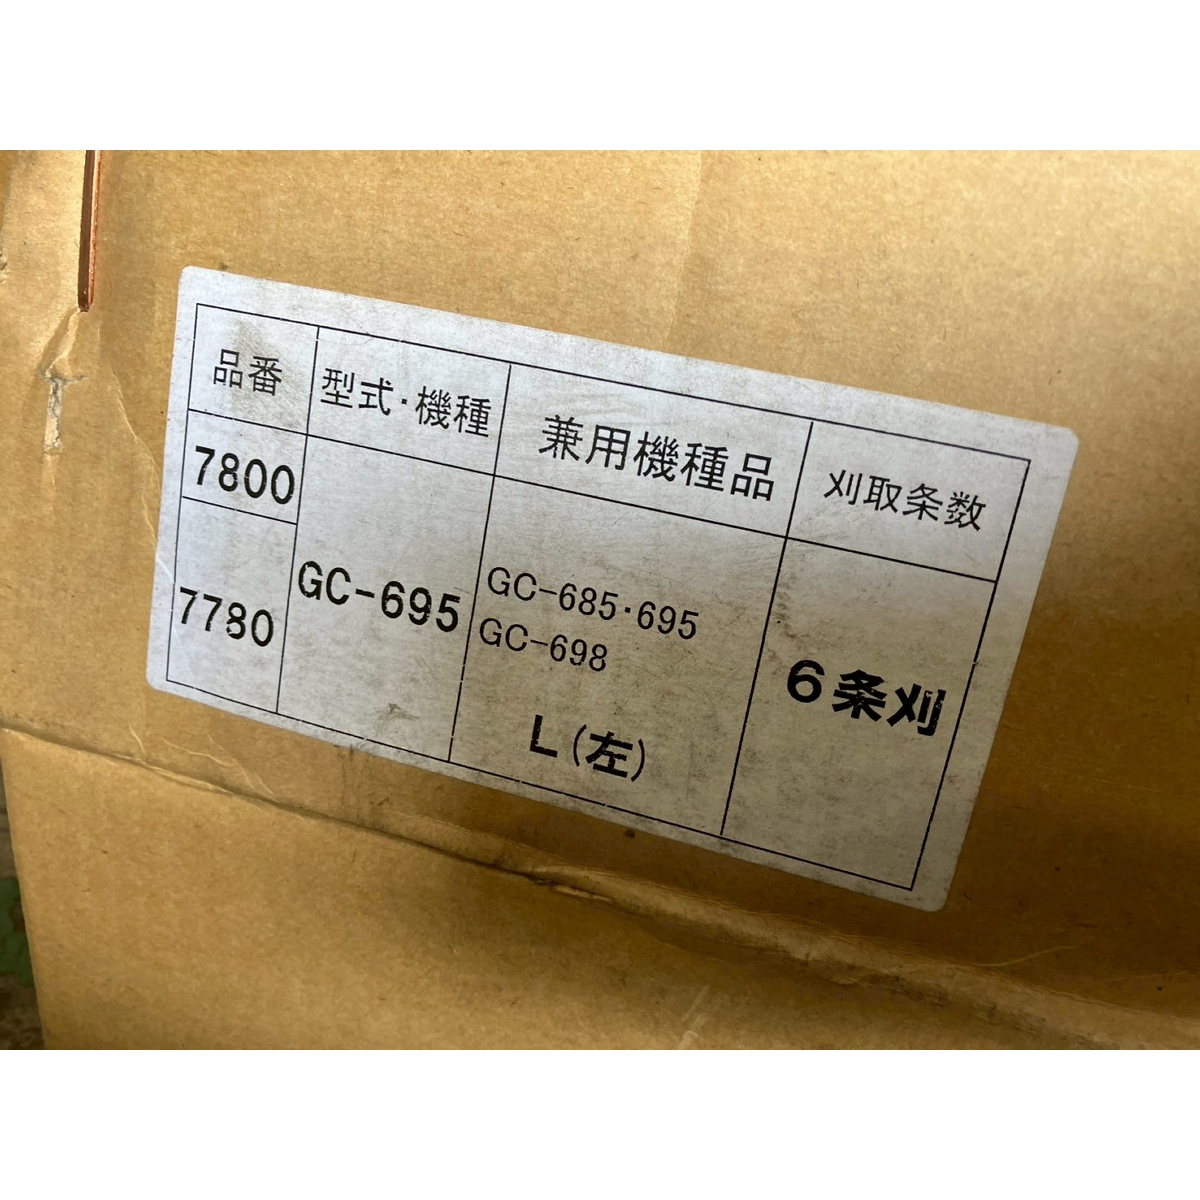 品番 型式・機種 兼用機種品 刈取条数
7800
7780
GC-695
GC-685・695
GC-698
L(左)
6条刈